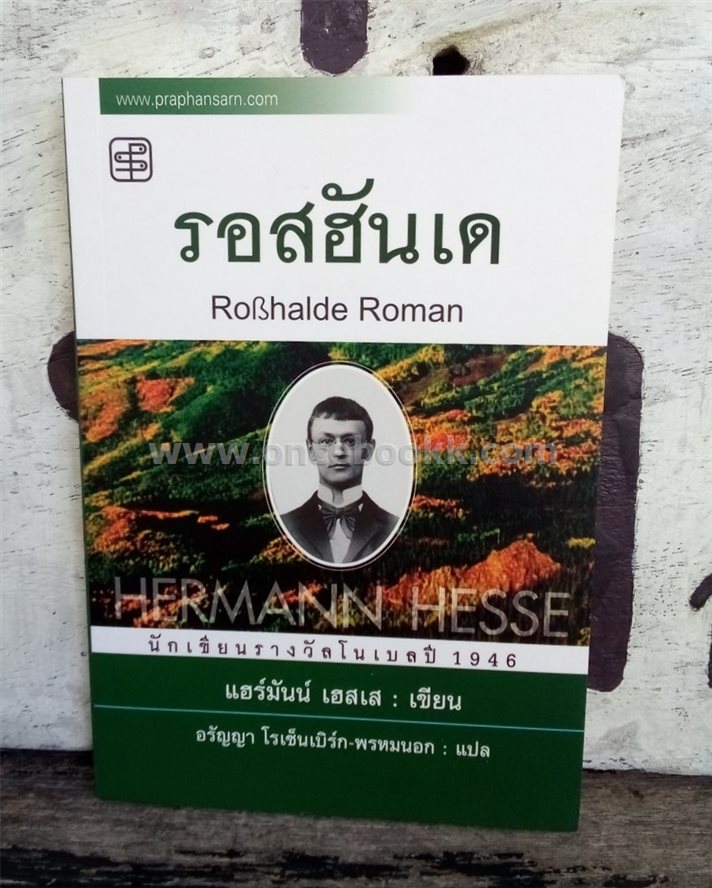 www.praphansarn.com
รอสฮันเด
Roßhalde Roman
www.oncebookk.com
HERMANN HESSE
นักเขียนรางวัลโนเบลปี 1946
แฮร์มันน์ เฮสเส : เขียน
อรัญญา โรเซ็นเบิร์ก-พรหมนอก : แปล